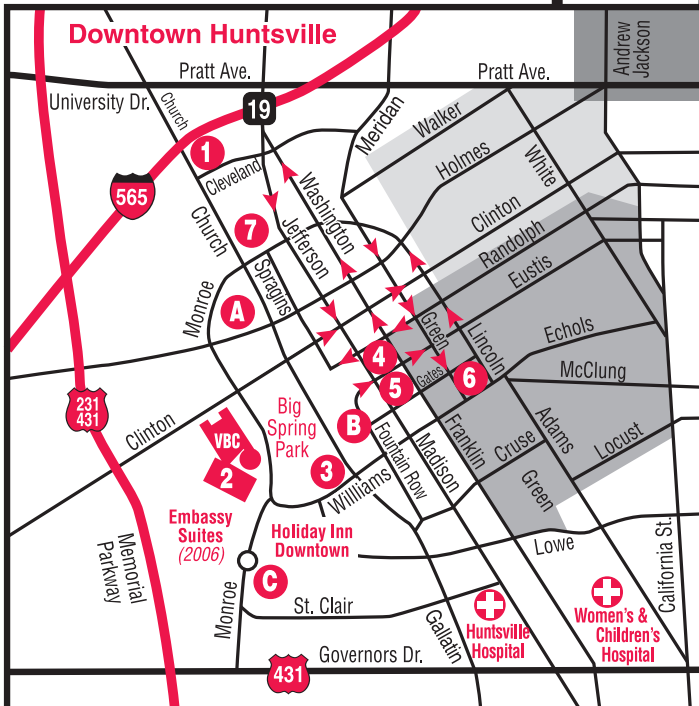 Downtown Huntsville
Andrew
Jackson
Pratt Ave.
Pratt Ave.
University Dr.
Church
19
Meridan
Walker
1
Holmes
White
Cleveland
565
Washington
Church
Clinton
7
Jefferson
Randolph
Spragins
Eustis
Monroe
A
Green
Lincoln
Echols
4
McClung
Gates
6
5
231
431
Big
Spring
Park
Clinton
VBC
B
Adams
Franklin
Cruse
Locust
2
3
Fountain Row
Madison
Green
Willliams
Embassy
Suites
(2006)
Holiday Inn
Downtown
Lowe
Memorial
Parkway
California St.
C
Monroe
St. Clair
Gallatin
Huntsville
Hospital
Women's &
Children's
Hospital
Governors Dr.
431